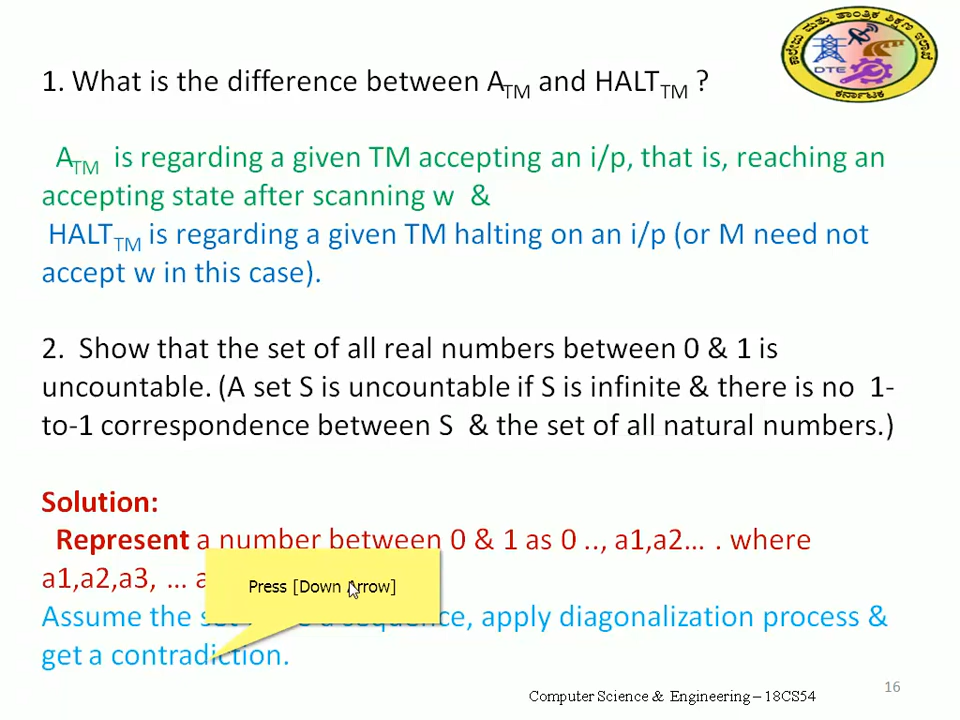 1. What is the difference between ATM and HALTTM ?
ATM is regarding a given TM accepting an i/p, that is, reaching an
accepting state after scanning w &
HALTTM is regarding a given TM halting on an i/p (or M need not
accept w in this case).
2. Show that the set of all real numbers between 0 & 1 is
uncountable. (A set S is uncountable if S is infinite & there is no 1-
to-1 correspondence between S & the set of all natural numbers.)
Solution:
Represent a number between 0 & 1 as 0 .., a1,a2… . where
a1,a2,a3, …
Press [Down Arrow]
Assume the sequence, apply diagonalization process &
get a contradiction.
Computer Science & Engineering – 18CS54
16
DTE
ಕರ್ನಾಟಕ